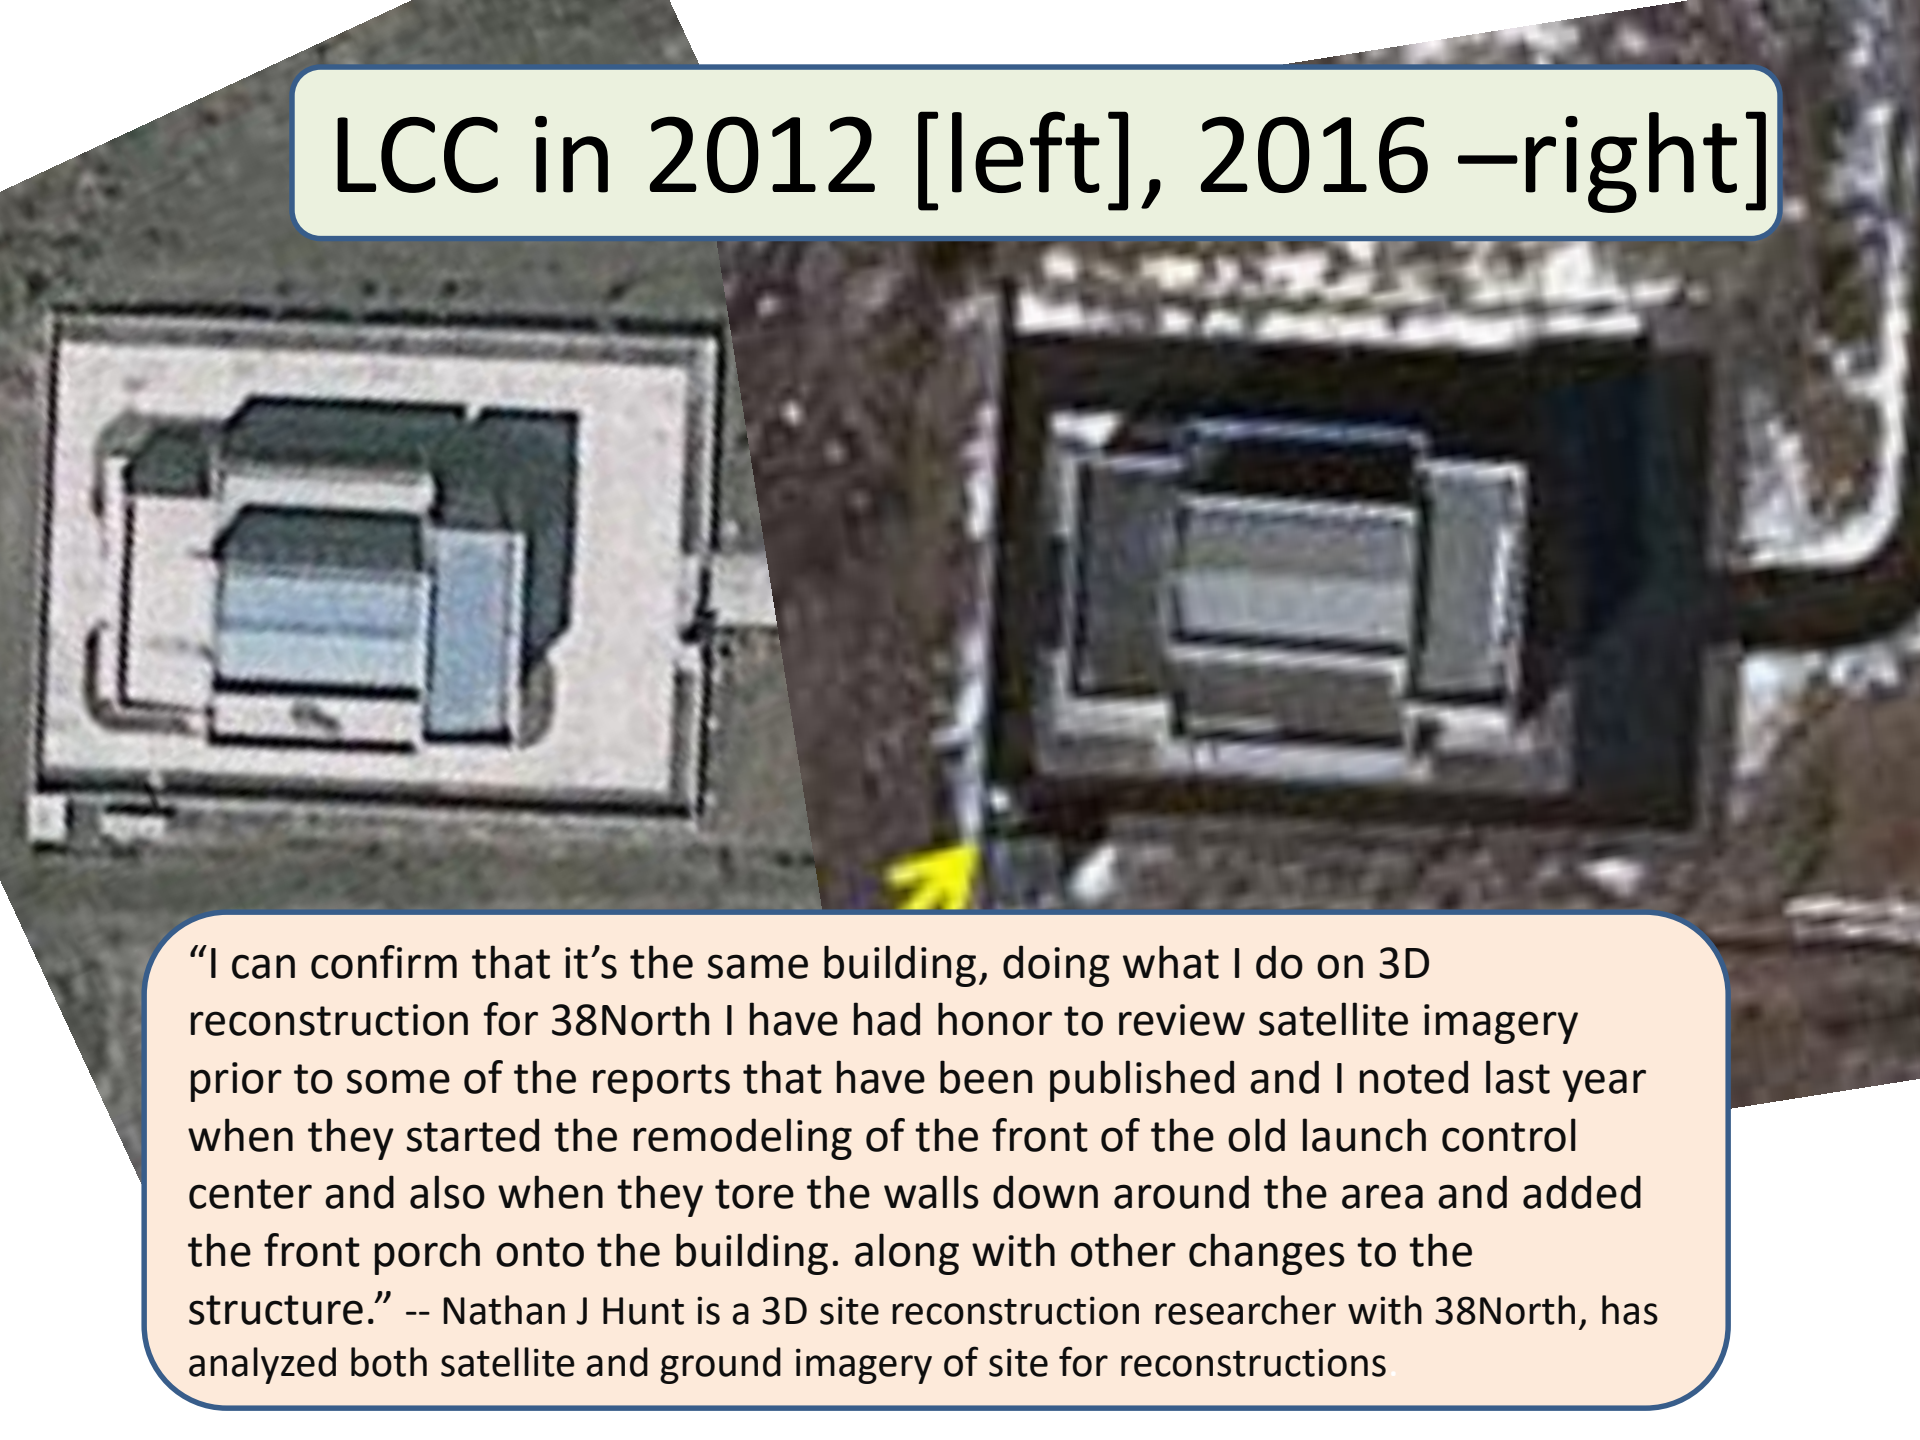 LCC in 2012 [left], 2016 –right]
“I can confirm that it’s the same building, doing what I do on 3D
reconstruction for 38North I have had honor to review satellite imagery
prior to some of the reports that have been published and I noted last year
when they started the remodeling of the front of the old launch control
center and also when they tore the walls down around the area and added
the front porch onto the building. along with other changes to the
structure.” -- Nathan J Hunt is a 3D site reconstruction researcher with 38North, has
analyzed both satellite and ground imagery of site for reconstructions.